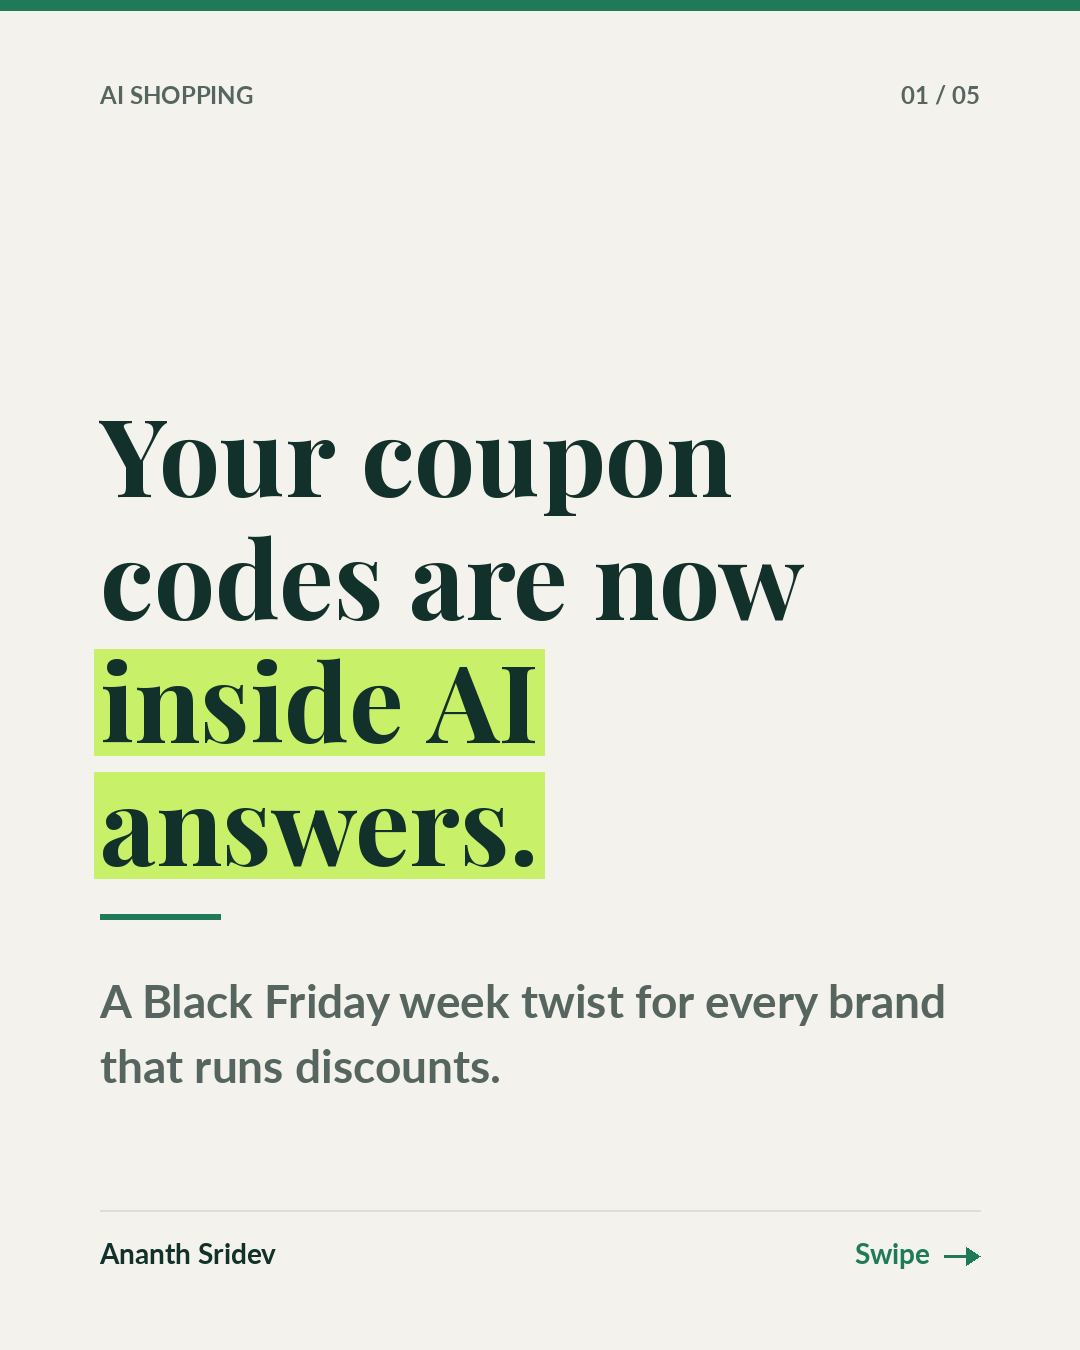 AI SHOPPING
01 / 05
Your coupon
codes are now
inside AI
answers.
A Black Friday week twist for every brand
that runs discounts.
Ananth Sridev
Swipe